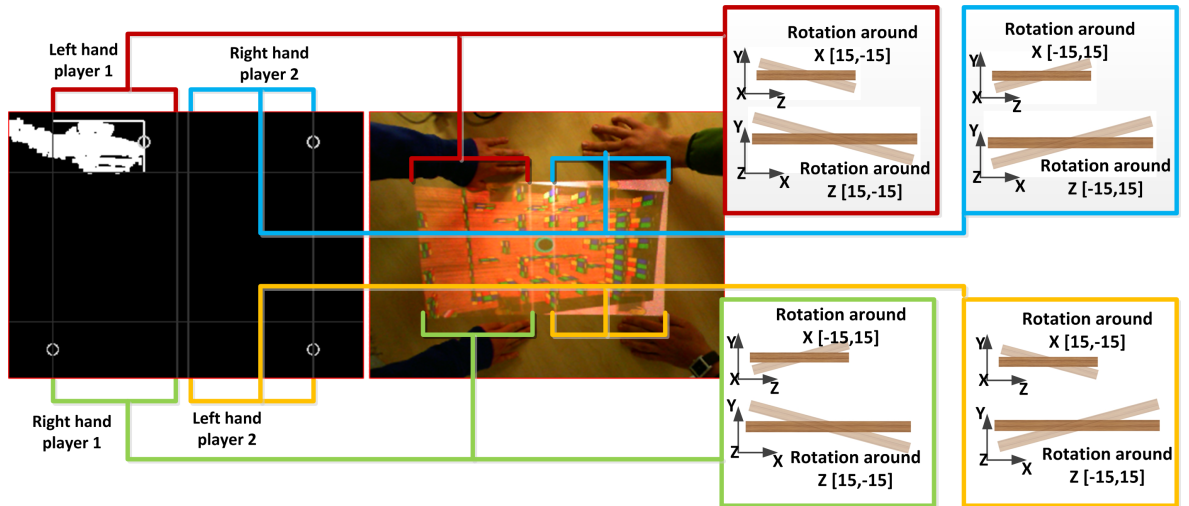 Left hand
player 1
Right hand
player 2
Rotation around
X [15,-15]
Y
X
Z
Y
Z
X
Rotation around
Z [15,-15]
Rotation around
X [-15,15]
Y
X
Z
Y
Z
X
Rotation around
Z [-15,15]
Right hand
player 1
Left hand
player 2
Rotation around
X [-15,15]
Y
X
Z
Y
Z
X
Rotation around
Z [15,-15]
Rotation around
X [15,-15]
Y
X
Z
Y
Z
X
Rotation around
Z [-15,15]